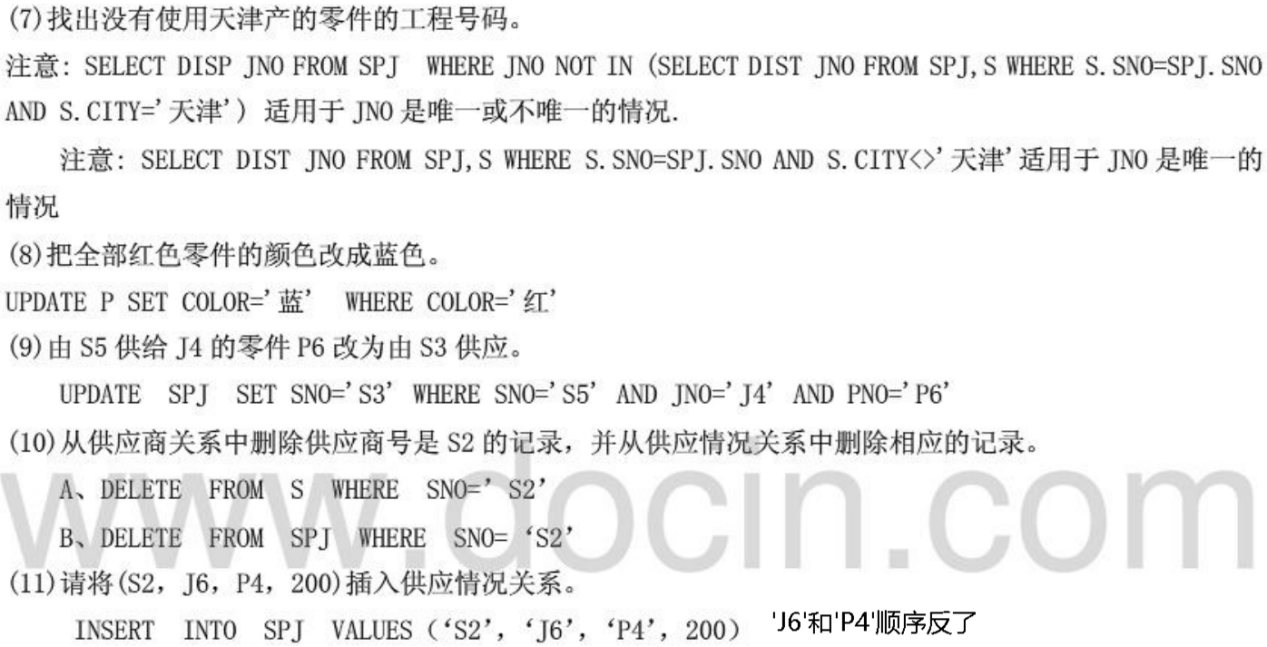 (7)找出没有使用天津产的零件的工程号码。
注意: SELECT DISP JNO FROM SPJ WHERE JNO NOT IN (SELECT DIST JNO FROM SPJ,S WHERE S.SNO=SPJ.SNO
AND S.CITY='天津') 适用于 JNO 是唯一或不唯一的情况.
注意: SELECT DIST JNO FROM SPJ,S WHERE S.SNO=SPJ.SNO AND S.CITY<>'天津'适用于 JNO 是唯一的
情况
(8)把全部红色零件的颜色改成蓝色。
UPDATE P SET COLOR='蓝' WHERE COLOR='红'
(9)由 S5 供给 J4 的零件 P6 改为由 S3 供应。
UPDATE SPJ SET SNO='S3' WHERE SNO='S5' AND JNO='J4' AND PNO='P6'
(10)从供应商关系中删除供应商号是 S2 的记录，并从供应情况关系中删除相应的记录。
A、DELETE FROM S WHERE SNO=’ S2’
B、DELETE FROM SPJ WHERE SNO= ‘S2’
www.docin.com
(11)请将(S2，J6，P4，200)插入供应情况关系。
INSERT INTO SPJ VALUES（‘S2’，‘J6’，‘P4’，200） 'J6'和'P4'顺序反了